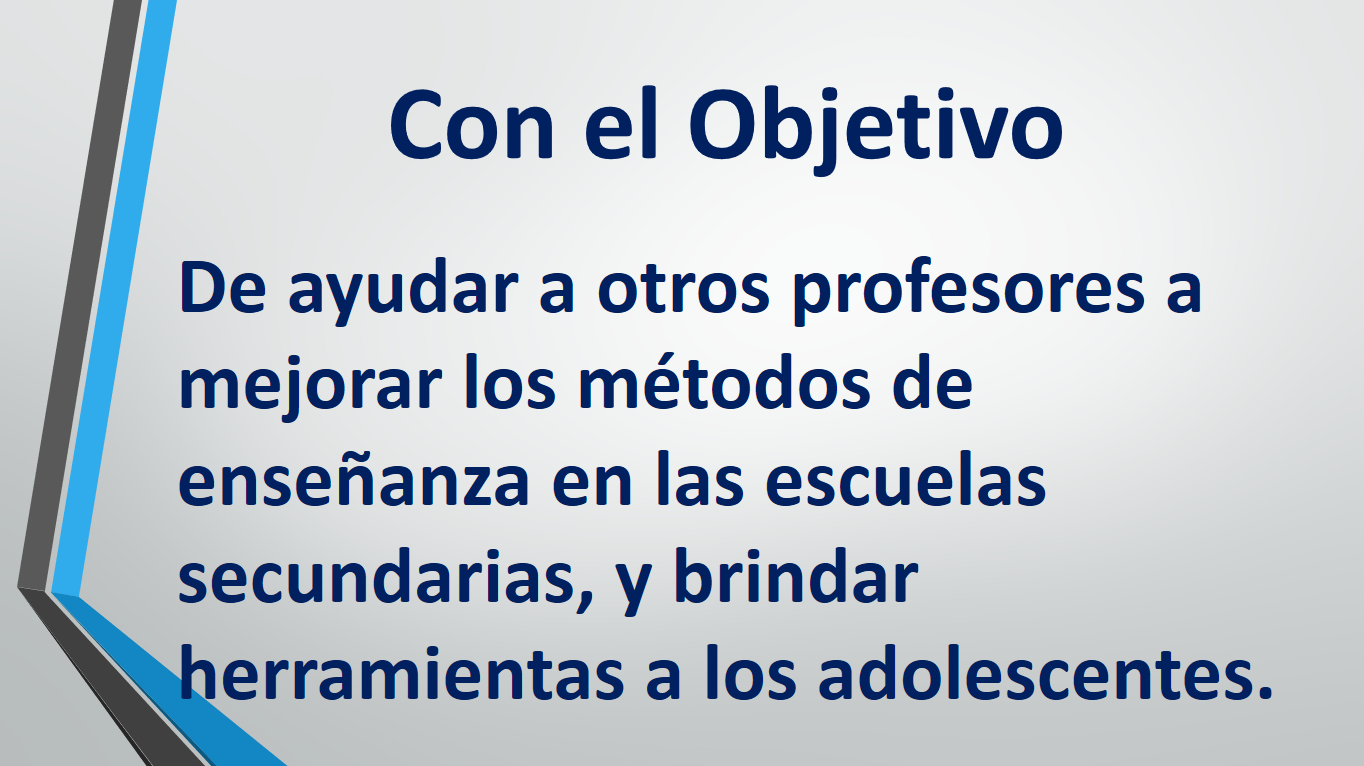 Con el Objetivo
De ayudar a otros profesores a
mejorar los métodos de
enseñanza en las escuelas
secundarias, y brindar
herramientas a los adolescentes.